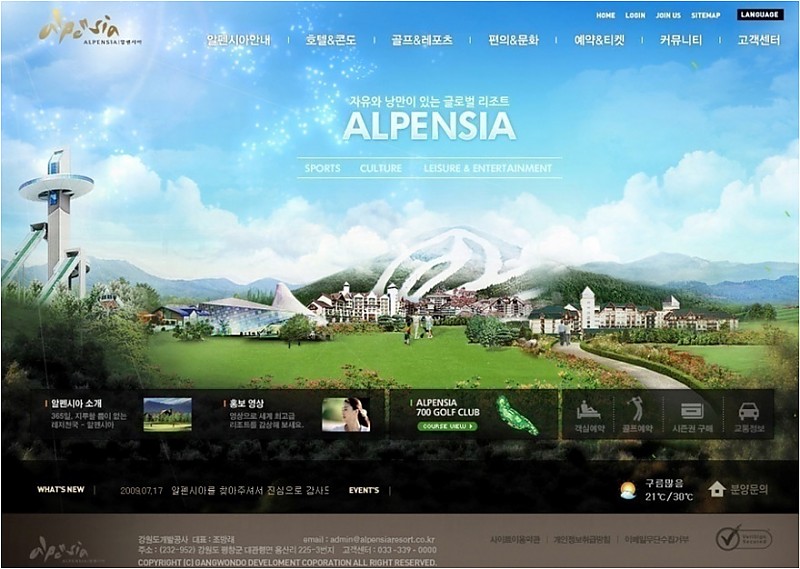 alpensia
ALPENSIA|알펜시아
HOME LOGIN JOIN US SITEMAP LANGUAGE
알펜시아안내 호텔&콘도 골프&레포츠 편의&문화 예약&티켓 커뮤니티 고객센터
자유와 낭만이 있는 글로벌 리조트
ALPENSIA
SPORTS CULTURE LEISURE & ENTERTAINMENT
알펜시아 소개
365일, 지루할 틈이 없는
레저천국 - 알펜시아
홍보 영상
영상으로 세계 최고급
리조트를 감상해 보세요.
ALPENSIA
700 GOLF CLUB
COURSE VIEW
객실예약 골프예약 시즌권 구매 교통정보
WHAT'S NEW | 2009.07.17 알펜시아를 찾아주셔서 진심으로 감사드 EVENT'S |
구름많음
21℃/30℃
분양문의
alpensia
강원도개발공사 대표 : 조방래 email : admin@alpensiaresort.co.kr
주소 : (232-952) 강원도 평창군 대관령면 용산리 225-3번지 고객센터 : 033 -339 - 0000
COPYRIGHT (C) GANGWONDO DEVELOMENT COPORATION ALL RIGHT RESERVED.
사이트이용약관 | 개인정보취급방침 | 이메일무단수집거부
VeriSign
Secured